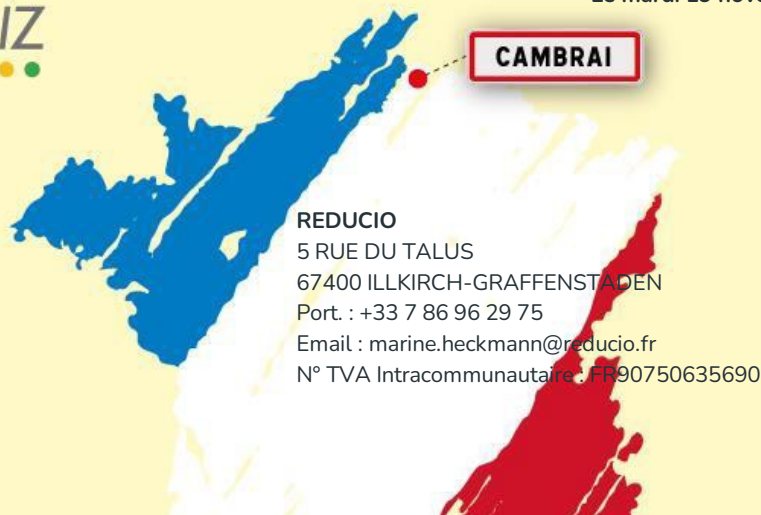 IZ
CAMBRAI
REDUCIO
5 RUE DU TALUS
67400 ILLKIRCH-GRAFFENSTADEN
Port. : +33 7 86 96 29 75
Email : marine.heckmann@reducio.fr
N° TVA Intracommunautaire : FR90750635690